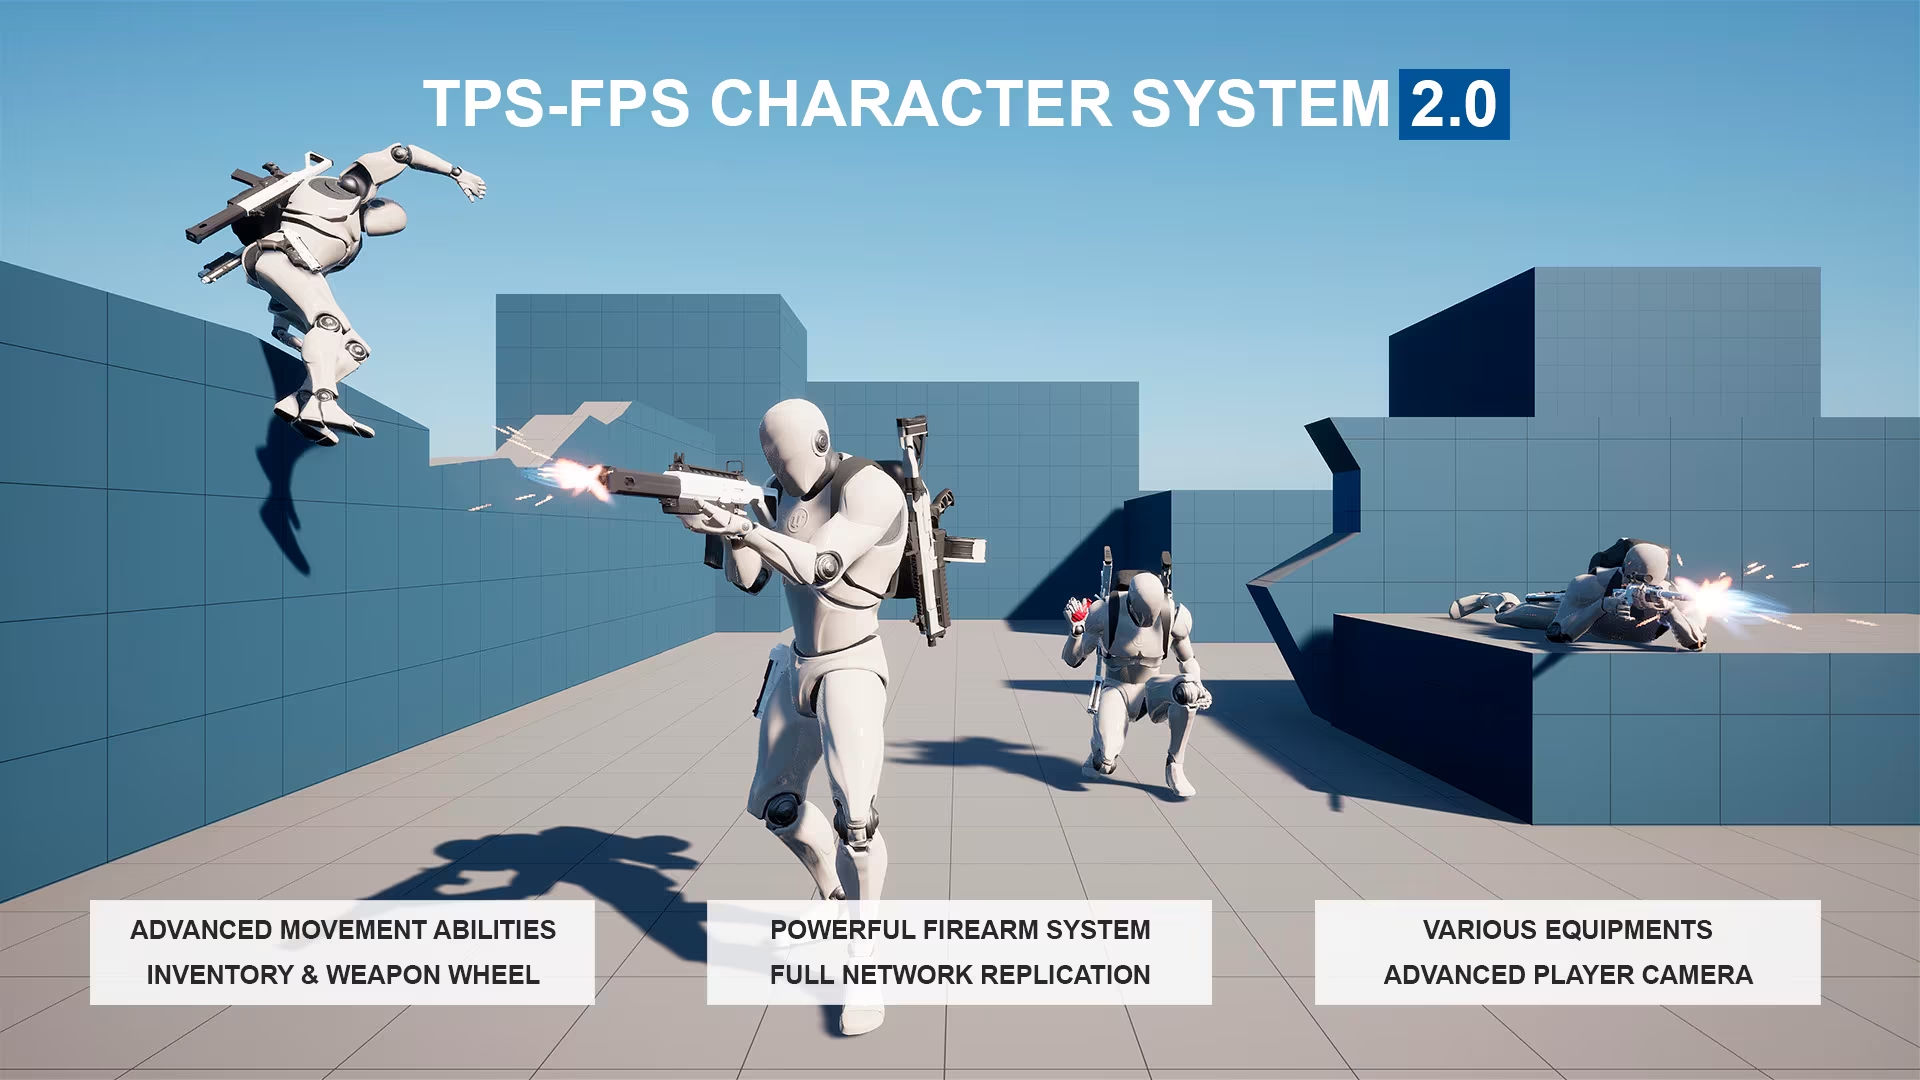 TPS-FPS CHARACTER SYSTEM 2.0
ADVANCED MOVEMENT ABILITIES
INVENTORY & WEAPON WHEEL
POWERFUL FIREARM SYSTEM
FULL NETWORK REPLICATION
VARIOUS EQUIPMENTS
ADVANCED PLAYER CAMERA